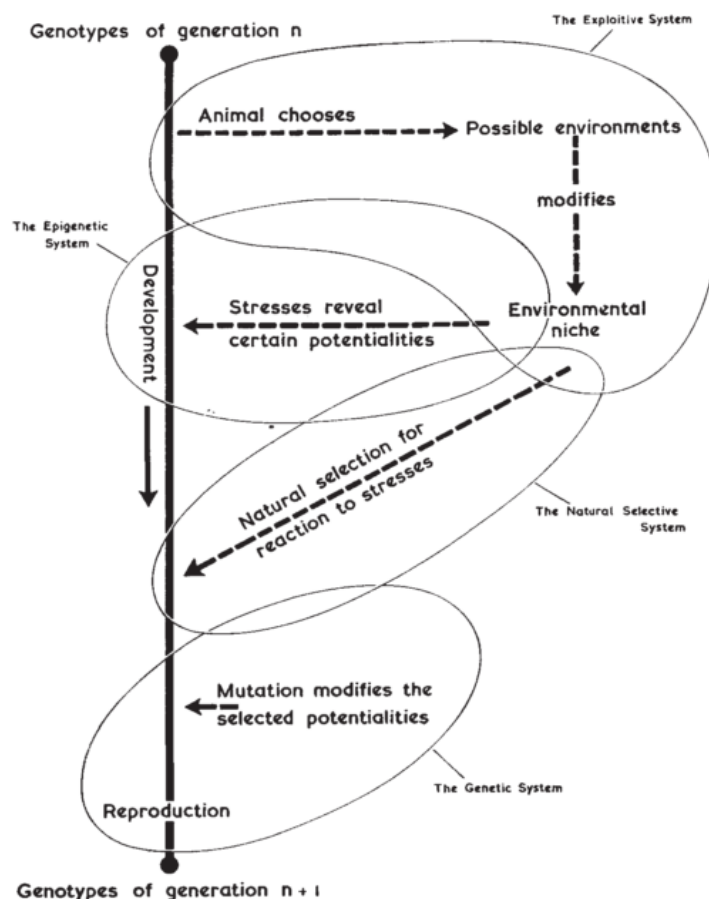 The Exploitive System
Genotypes of generation n
Animal chooses
Possible environments
modifies
The Epigenetic
System
Development
Stresses reveal
certain potentialities
Environmental
niche
Natural selection for
reaction to stresses
The Natural Selective
System
Mutation modifies the
selected potentialities
The Genetic System
Reproduction
Genotypes of generation n + 1